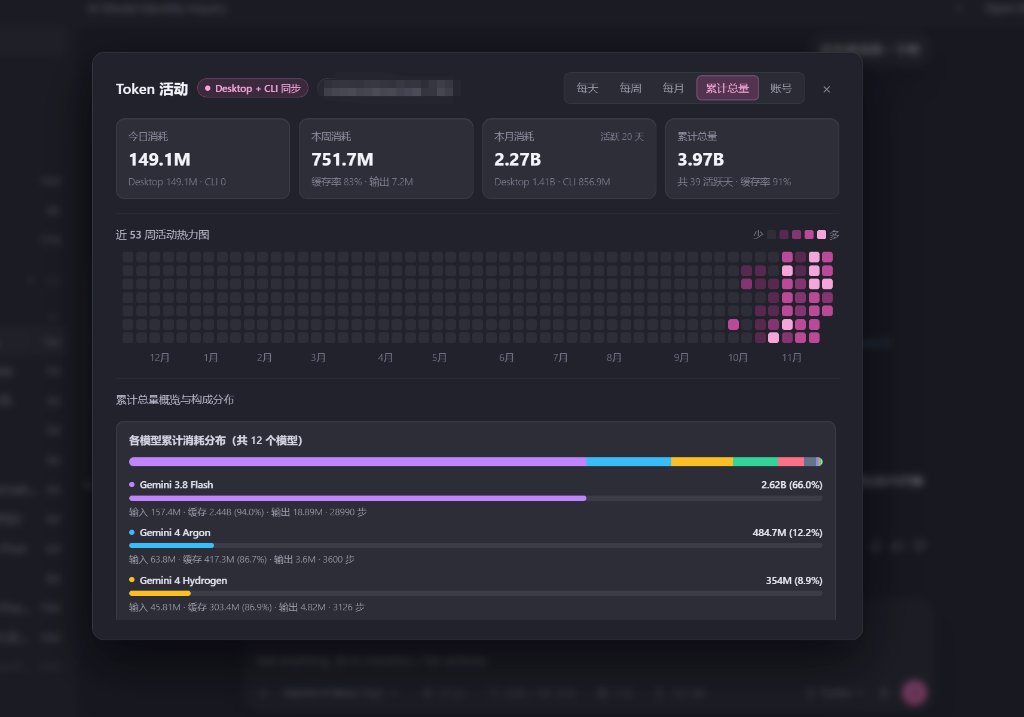 Token 活动 Desktop + CLI 同步
每天 每周 每月 累计总量 账号 ×
今日消耗
149.1M
Desktop 149.1M · CLI 0
本周消耗
751.7M
缓存率 83% · 输出 7.2M
本月消耗 活跃 20 天
2.27B
Desktop 1.41B · CLI 856.9M
累计总量
3.97B
共 39 活跃天 · 缓存率 91%
近 53 周活动热力图 少 多
12月 1月 2月 3月 4月 5月 6月 7月 8月 9月 10月 11月
累计总量概览与构成分布
各模型累计消耗分布（共 12 个模型）
Gemini 3.8 Flash 2.62B (66.0%)
输入 157.4M · 缓存 2.44B (94.0%) · 输出 18.89M · 28990 步
Gemini 4 Argon 484.7M (12.2%)
输入 63.8M · 缓存 417.3M (86.7%) · 输出 3.6M · 3600 步
Gemini 4 Hydrogen 354M (8.9%)
输入 45.81M · 缓存 303.4M (86.9%) · 输出 4.82M · 3126 步